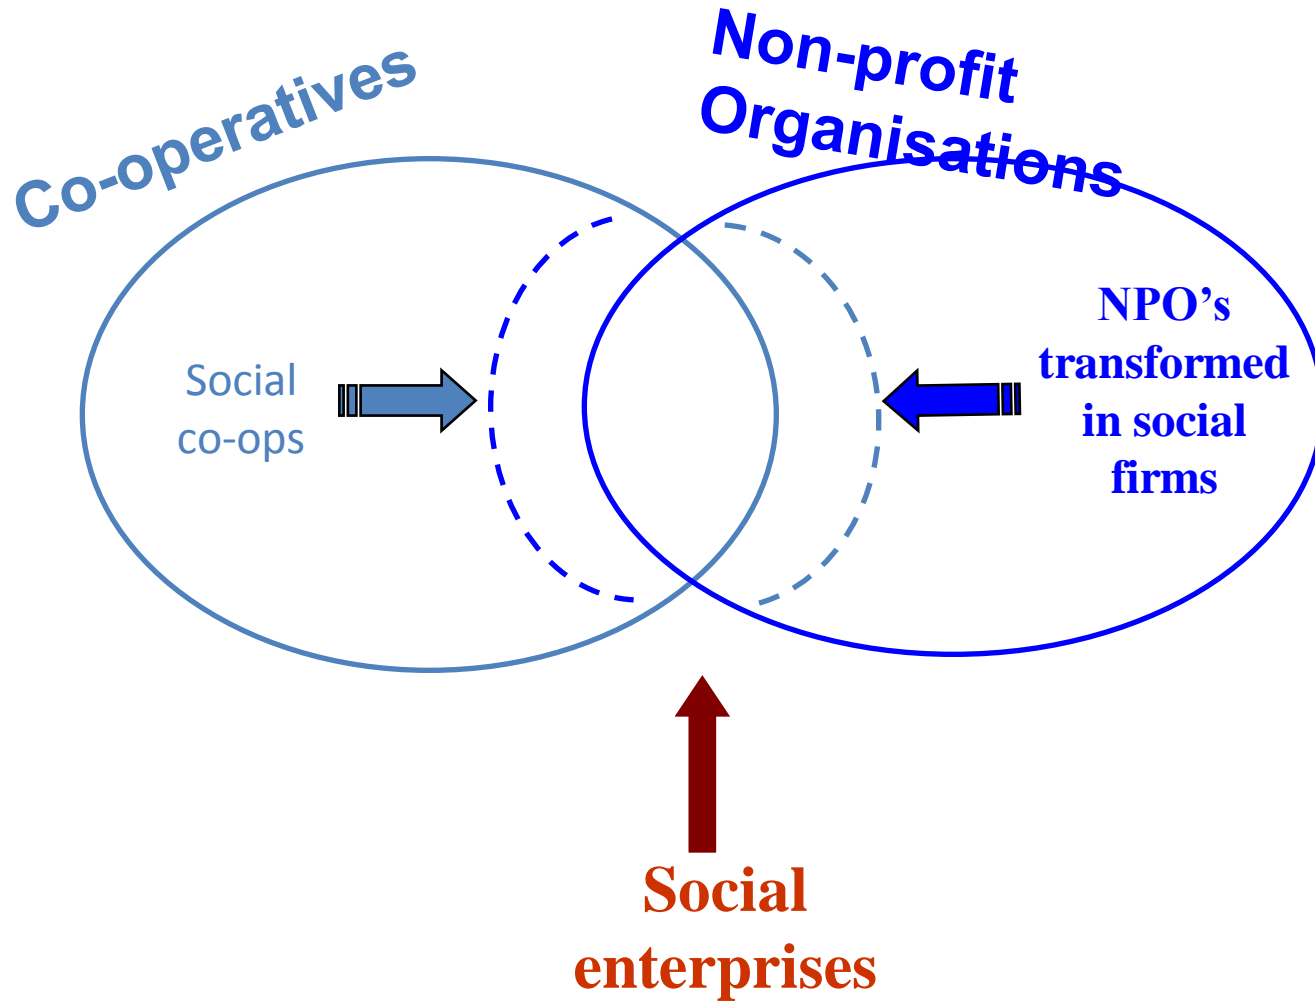 Co-operatives
Non-profit
Organisations
Social
co-ops
NPO’s
transformed
in social
firms
Social
enterprises